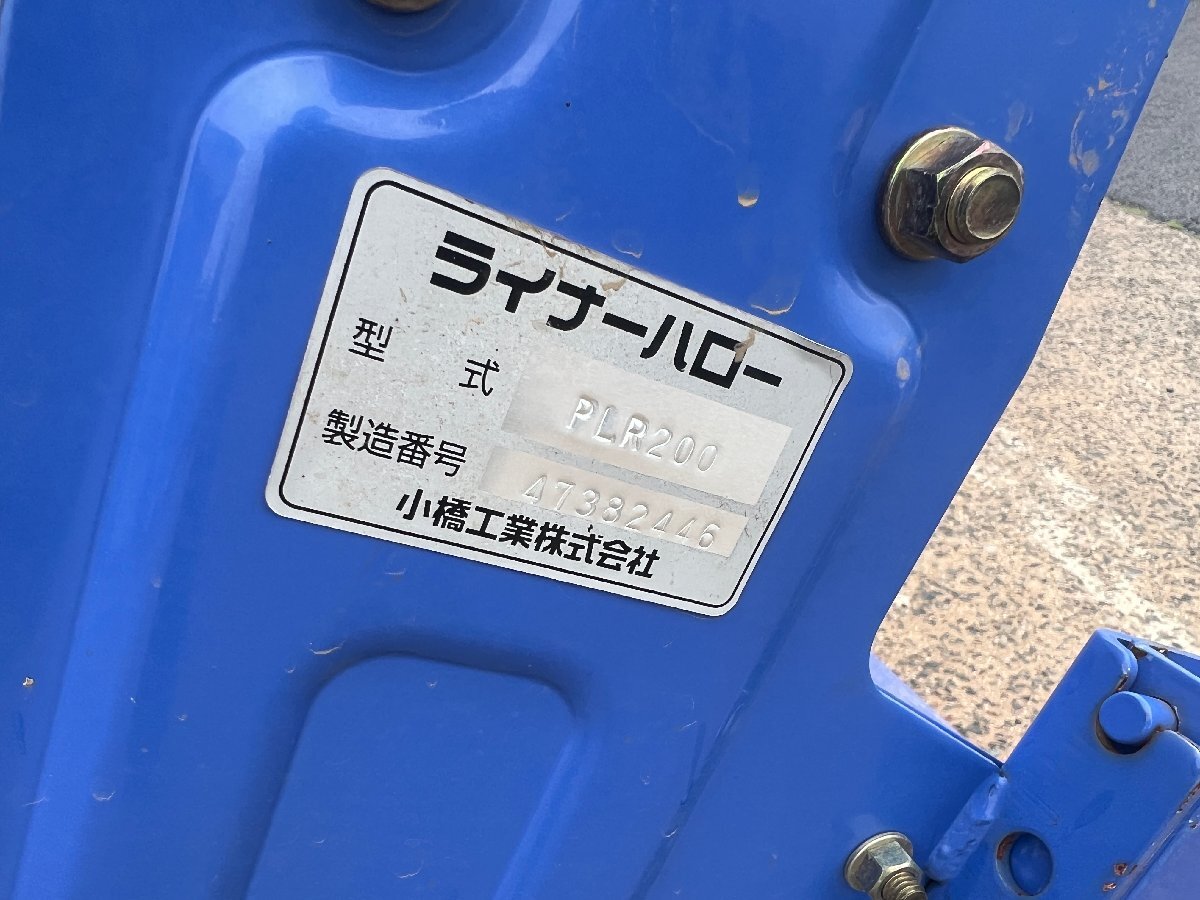 ライナーハロー
型式 PLR200
製造番号 47382446
小橋工業株式会社